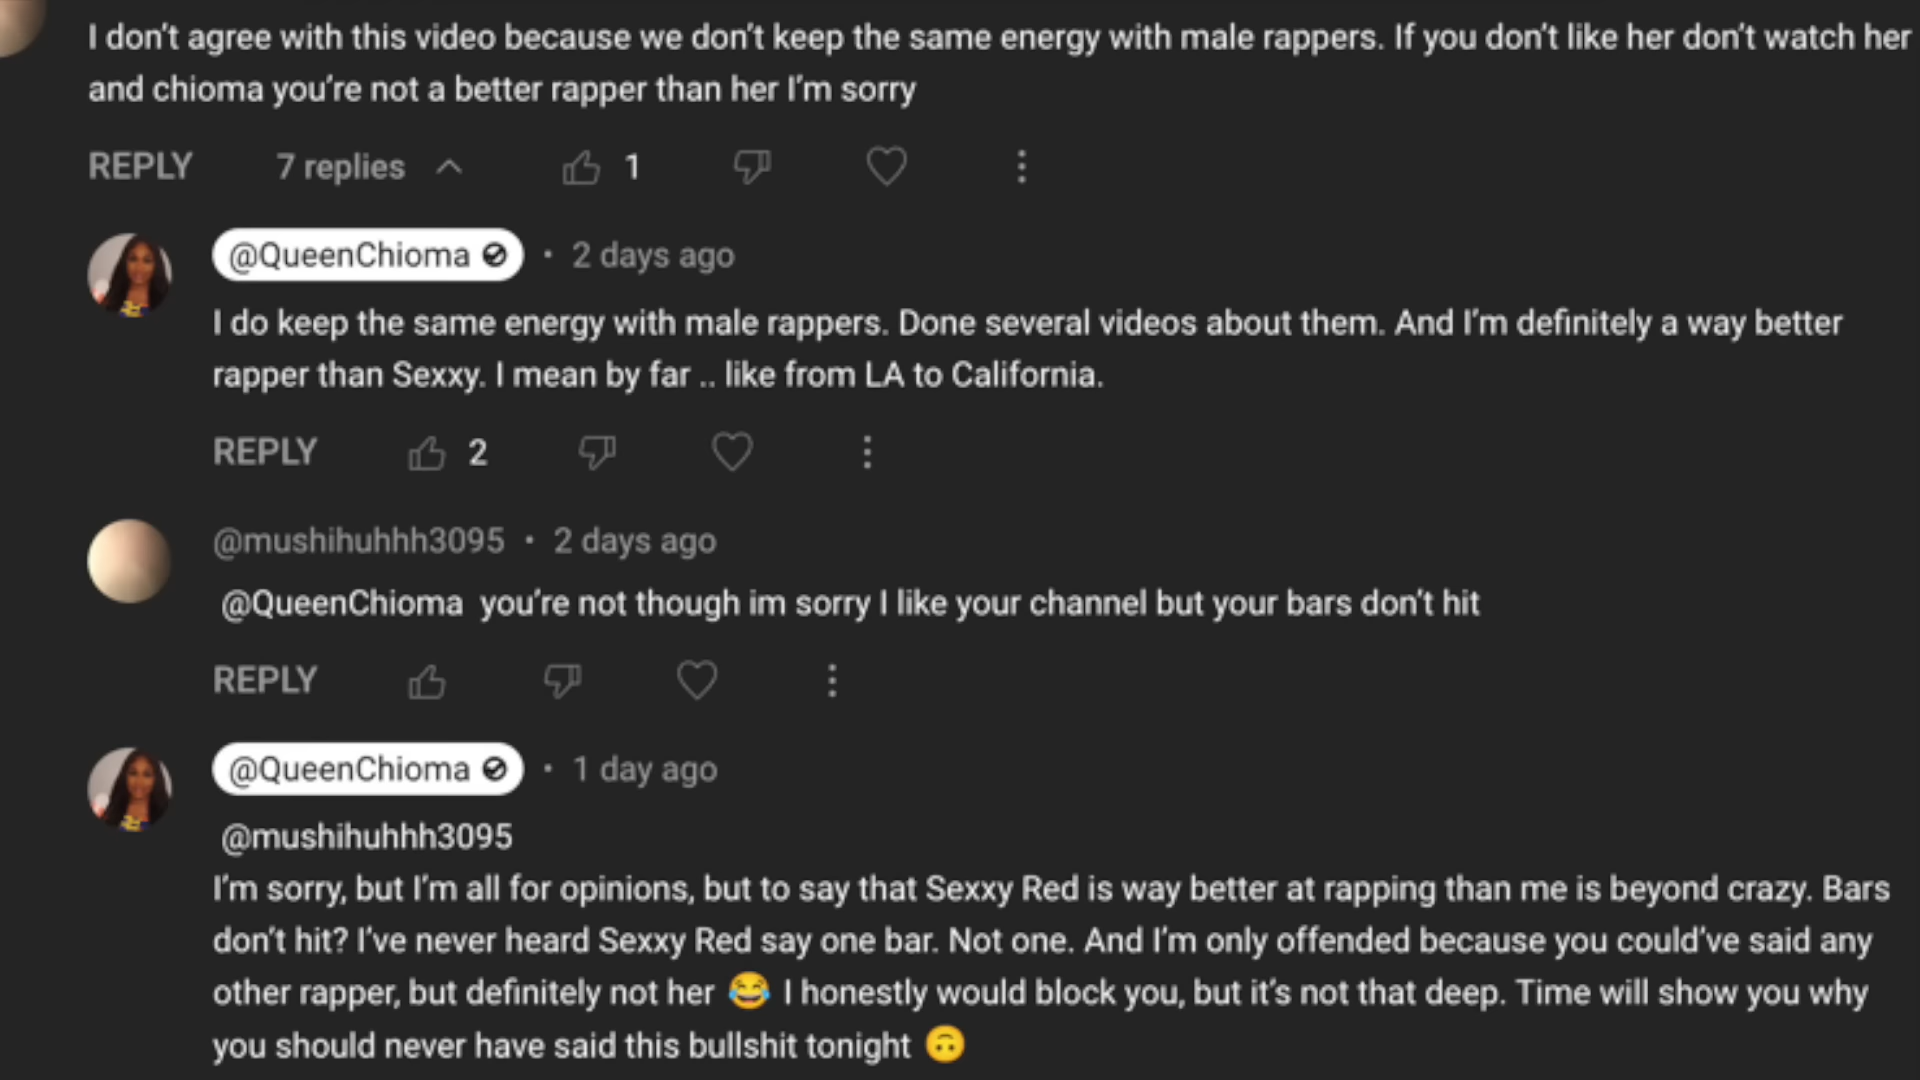 I don't agree with this video because we don't keep the same energy with male rappers. If you don't like her don't watch her
and chioma you're not a better rapper than her I'm sorry
REPLY 7 replies 1
@QueenChioma · 2 days ago
I do keep the same energy with male rappers. Done several videos about them. And I'm definitely a way better
rapper than Sexxy. I mean by far .. like from LA to California.
REPLY 2
@mushihuhhh3095 · 2 days ago
@QueenChioma you're not though im sorry I like your channel but your bars don't hit
REPLY
@QueenChioma · 1 day ago
@mushihuhhh3095
I'm sorry, but I'm all for opinions, but to say that Sexxy Red is way better at rapping than me is beyond crazy. Bars
don't hit? I've never heard Sexxy Red say one bar. Not one. And I'm only offended because you could've said any
other rapper, but definitely not her 😂 I honestly would block you, but it's not that deep. Time will show you why
you should never have said this bullshit tonight 🙃